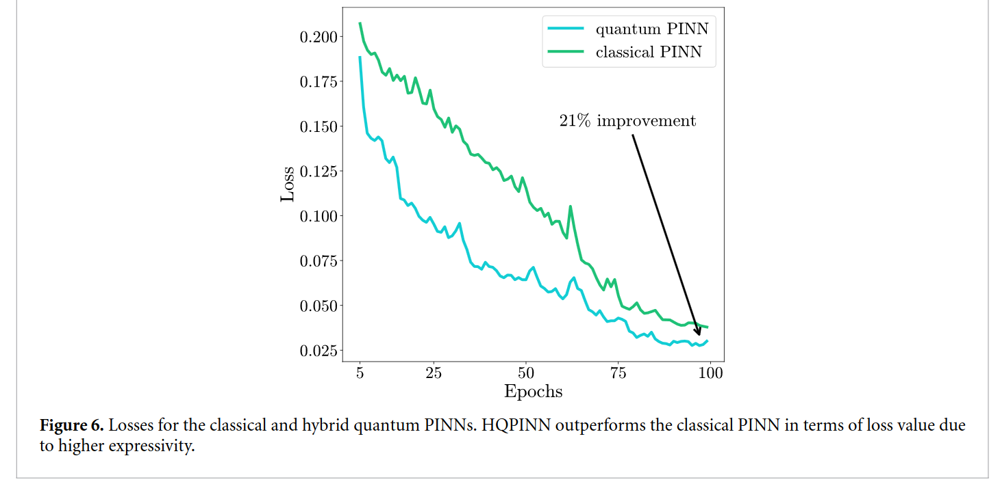 0.200
0.175
0.150
0.125
0.100
0.075
0.050
0.025
Loss
quantum PINN
classical PINN
21% improvement
5 25 50 75 100
Epochs
Figure 6. Losses for the classical and hybrid quantum PINNs. HQPINN outperforms the classical PINN in terms of loss value due
to higher expressivity.